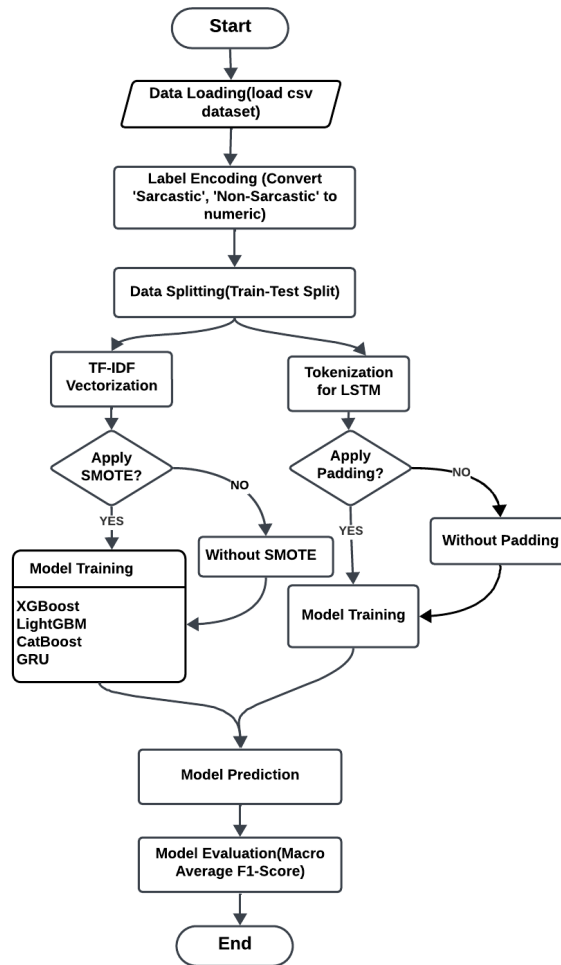 Start
Data Loading(load csv
dataset)
Label Encoding (Convert
'Sarcastic', 'Non-Sarcastic' to
numeric)
Data Splitting(Train-Test Split)
TF-IDF
Vectorization
Tokenization
for LSTM
Apply
SMOTE?
NO
YES
Apply
Padding?
NO
YES
Without SMOTE
Without Padding
Model Training
XGBoost
LightGBM
CatBoost
GRU
Model Training
Model Prediction
Model Evaluation(Macro
Average F1-Score)
End